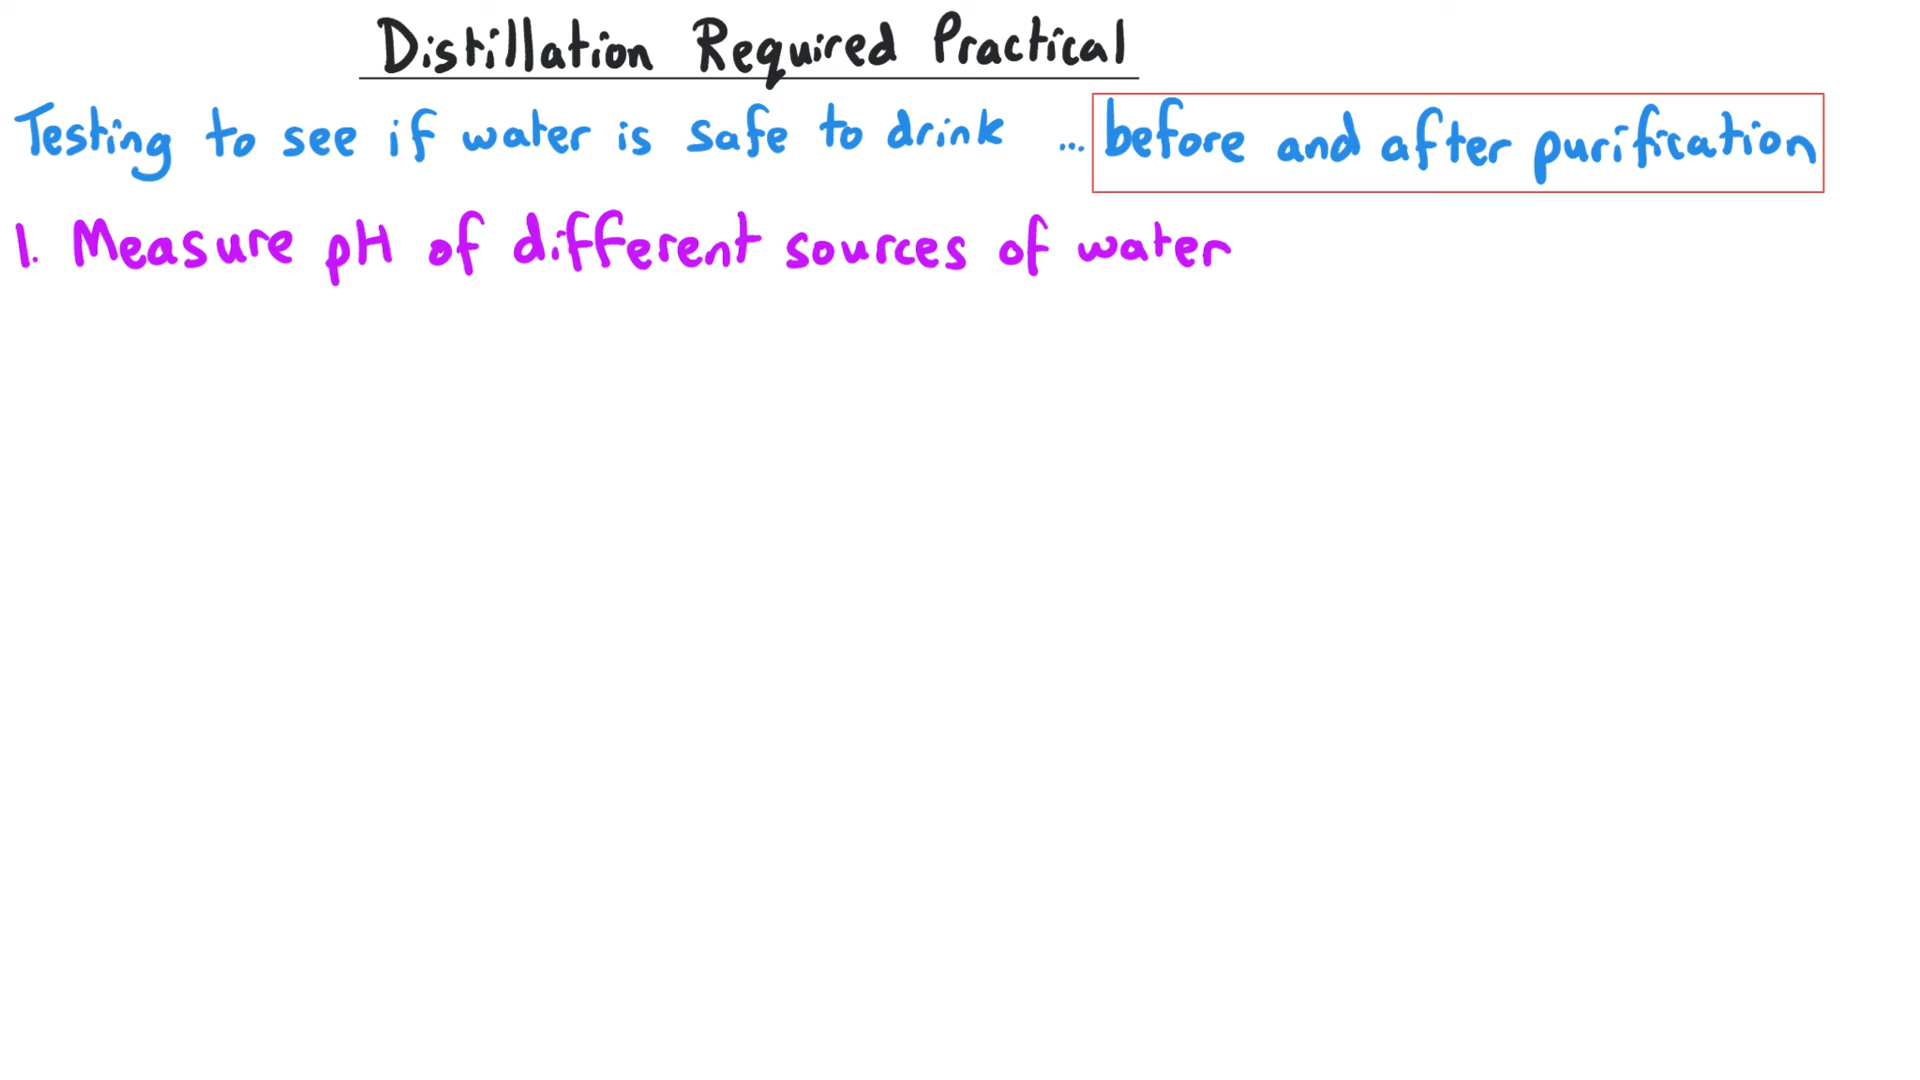 Distillation Required Practical
Testing to see if water is safe to drink ... before and after purification
1. Measure pH of different sources of water